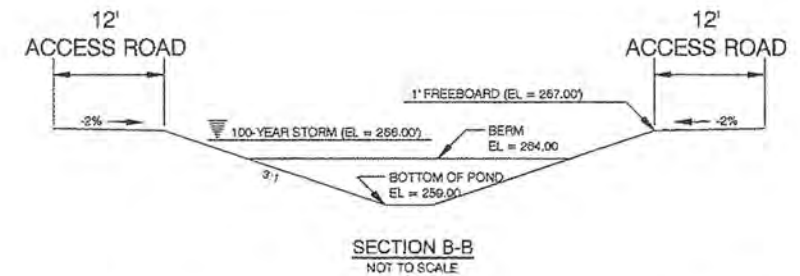 12'
ACCESS ROAD
12'
ACCESS ROAD
1' FREEBOARD (EL = 267.00')
-2%
-2%
100-YEAR STORM (EL = 266.00')
BERM
EL = 264.00
3:1
BOTTOM OF POND
EL = 259.00
SECTION B-B
NOT TO SCALE